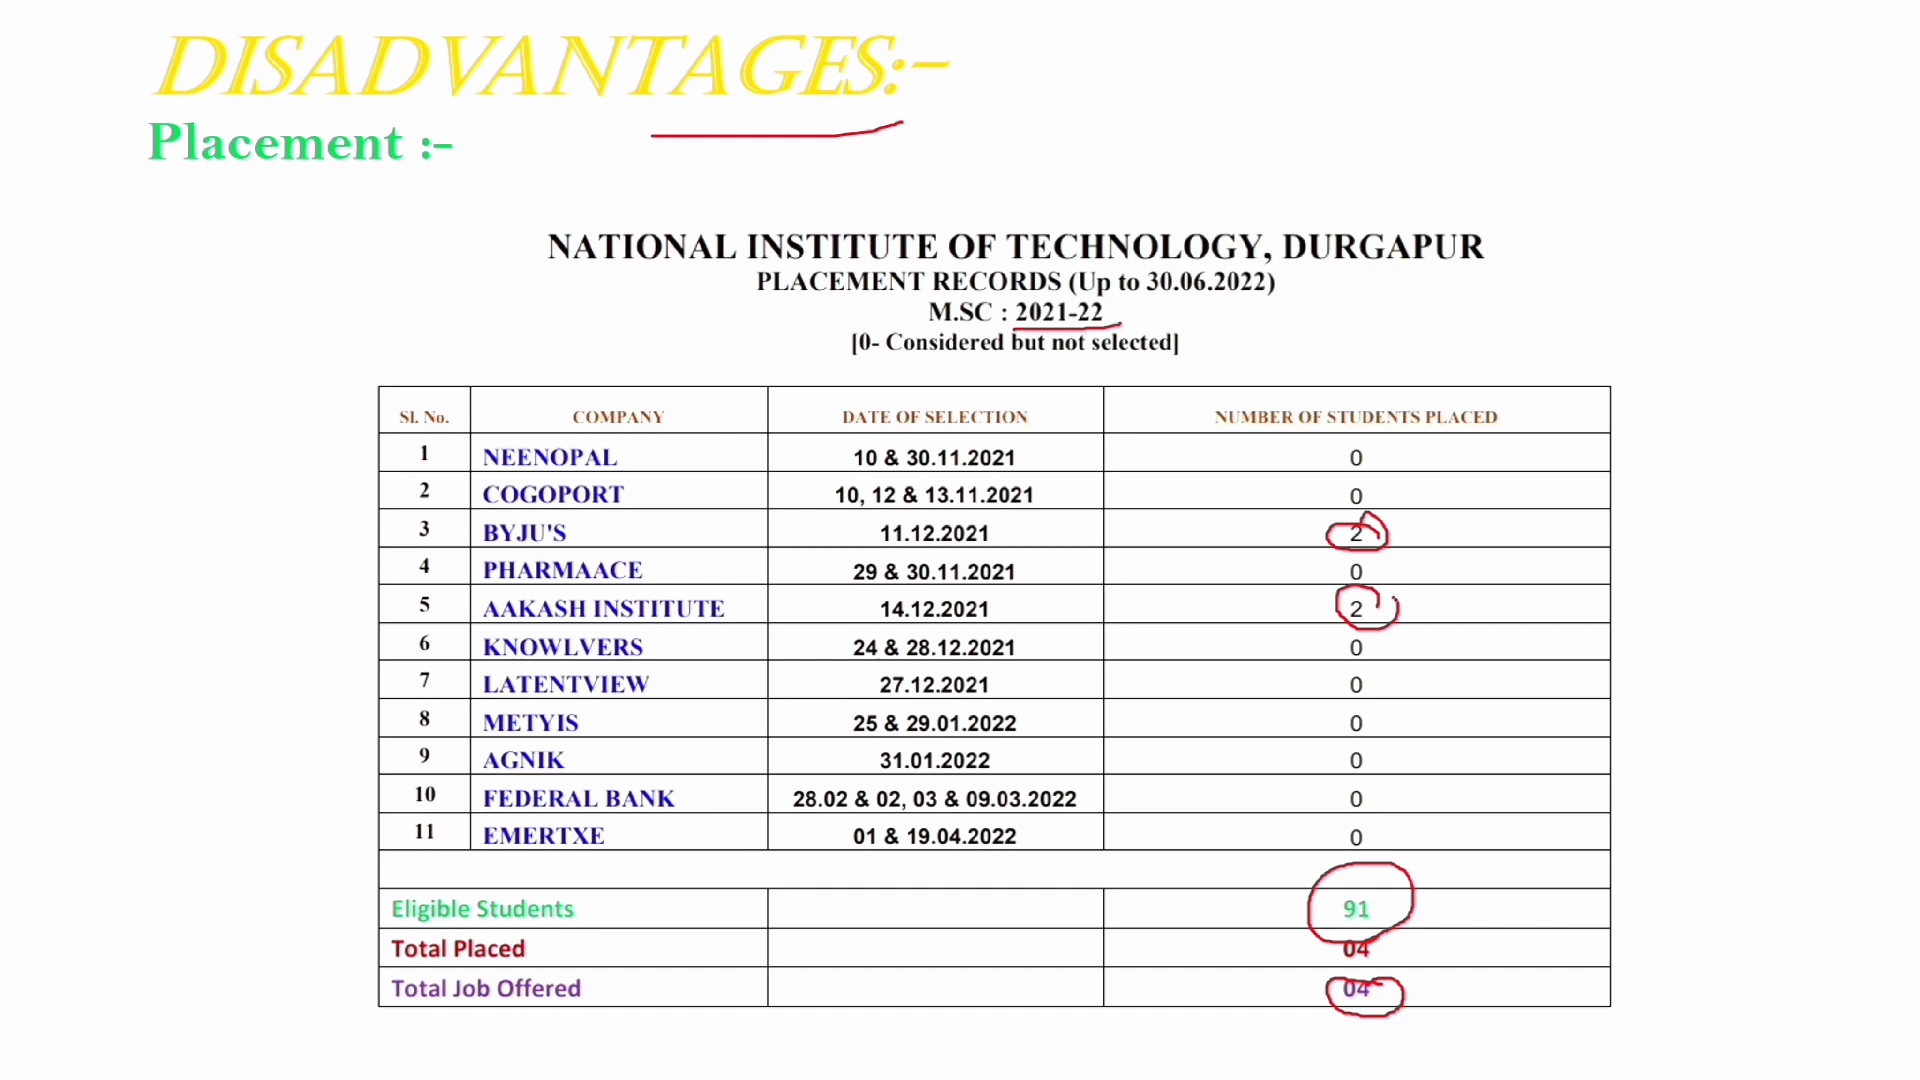 DISADVANTAGES:-
Placement :-
NATIONAL INSTITUTE OF TECHNOLOGY, DURGAPUR
PLACEMENT RECORDS (Up to 30.06.2022)
M.SC : 2021-22
[0- Considered but not selected]
Sl. No. COMPANY DATE OF SELECTION NUMBER OF STUDENTS PLACED
1 NEENOPAL 10 & 30.11.2021 0
2 COGOPORT 10, 12 & 13.11.2021 0
3 BYJU'S 11.12.2021 2
4 PHARMAACE 29 & 30.11.2021 0
5 AAKASH INSTITUTE 14.12.2021 2
6 KNOWLVERS 24 & 28.12.2021 0
7 LATENTVIEW 27.12.2021 0
8 METYIS 25 & 29.01.2022 0
9 AGNIK 31.01.2022 0
10 FEDERAL BANK 28.02 & 02, 03 & 09.03.2022 0
11 EMERTXE 01 & 19.04.2022 0
Eligible Students 91
Total Placed 04
Total Job Offered 04